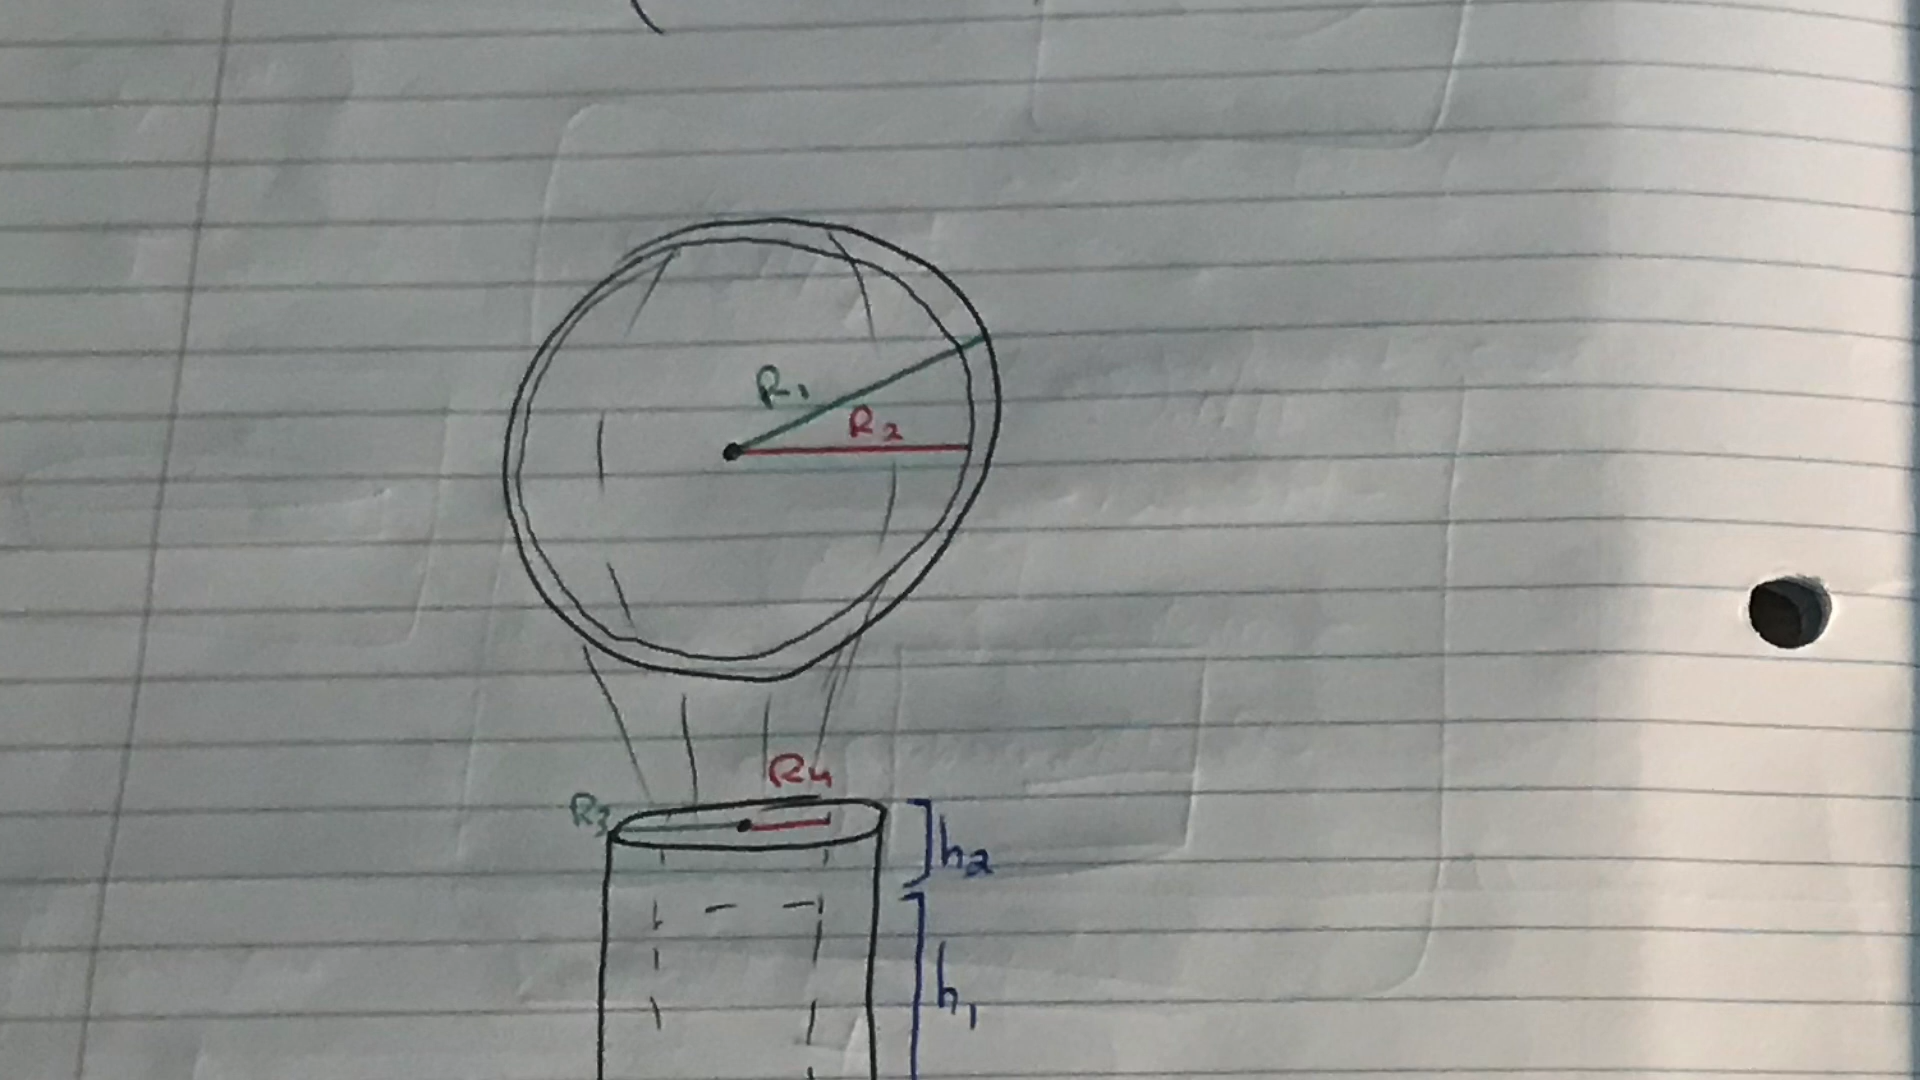 R₁
R₂
R₄
R₃
h₂
h₁